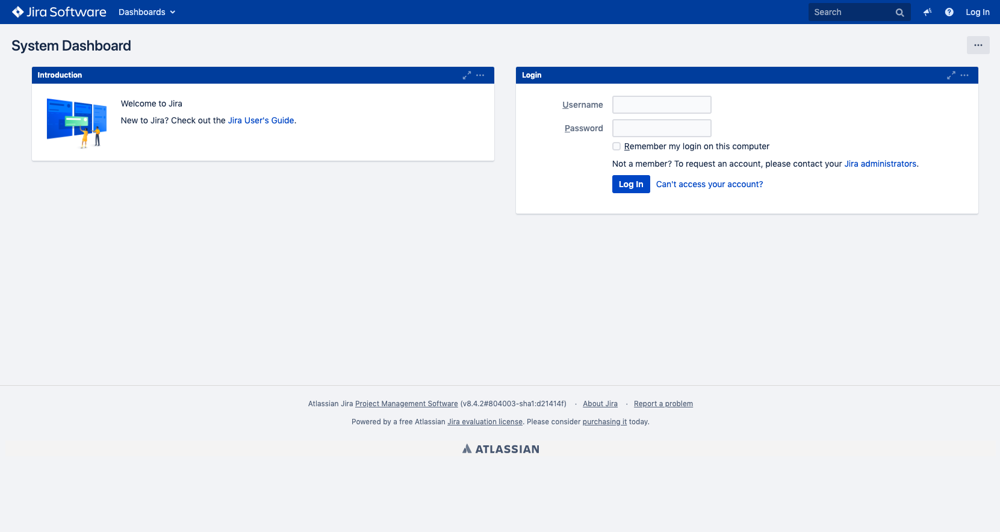 Jira Software Dashboards Search Log In
System Dashboard
Introduction
Welcome to Jira
New to Jira? Check out the Jira User's Guide.
Login
Username
Password
Remember my login on this computer
Not a member? To request an account, please contact your Jira administrators.
Log In Can't access your account?
Atlassian Jira Project Management Software (v8.4.2#804003-sha1:d21414f) · About Jira · Report a problem
Powered by a free Atlassian Jira evaluation license. Please consider purchasing it today.
ATLASSIAN